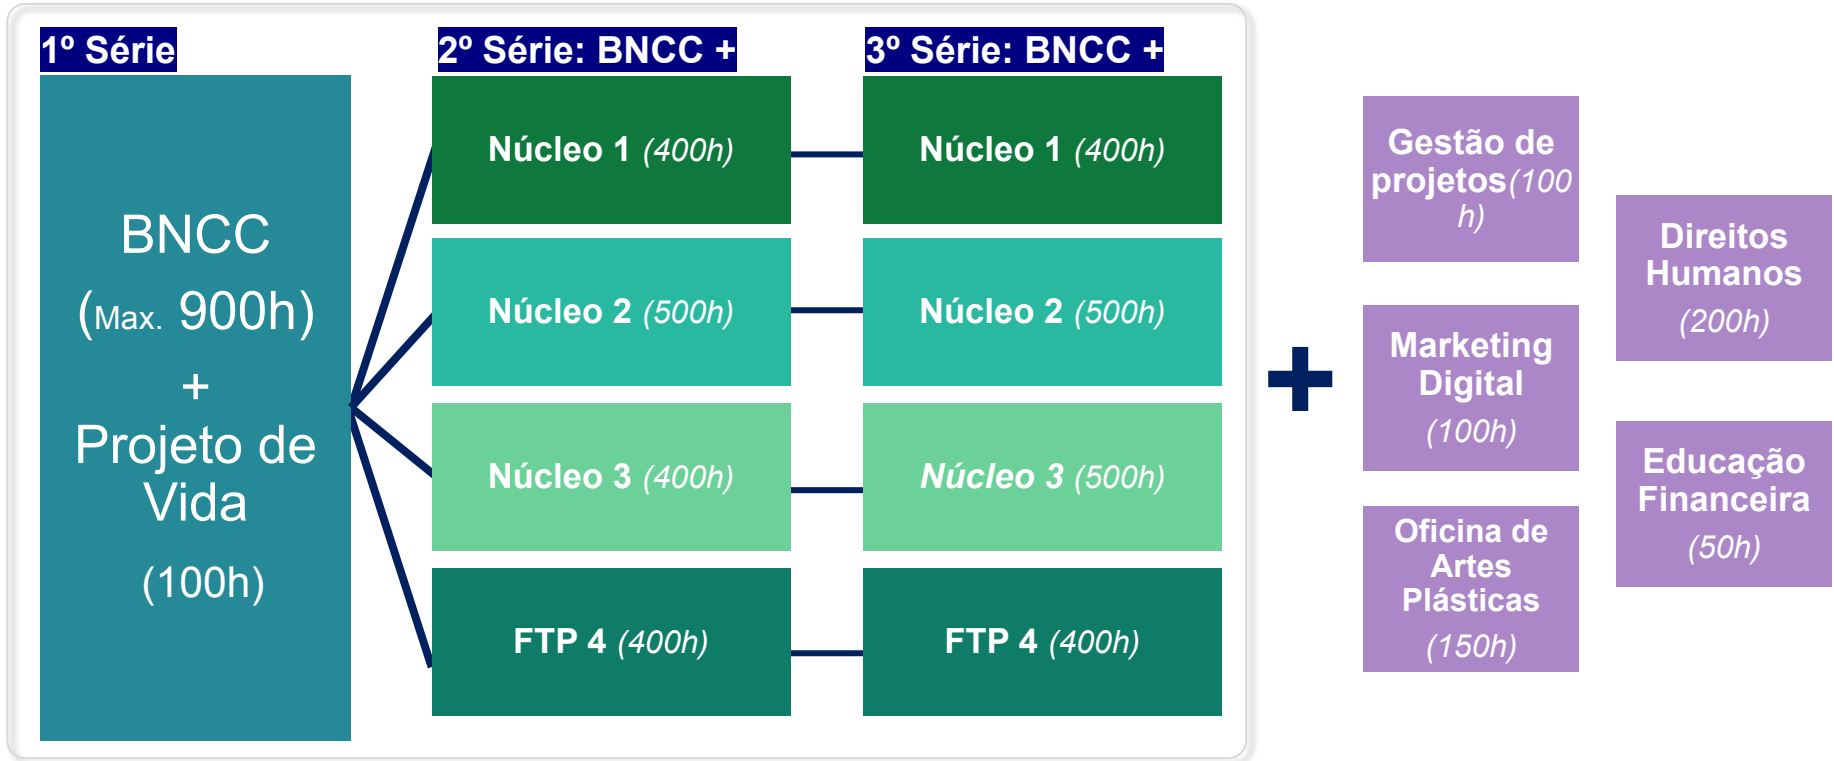 1º Série
BNCC
(Max. 900h)
+
Projeto de
Vida
(100h)
2º Série: BNCC +
Núcleo 1 (400h)
Núcleo 2 (500h)
Núcleo 3 (400h)
FTP 4 (400h)
3º Série: BNCC +
Núcleo 1 (400h)
Núcleo 2 (500h)
Núcleo 3 (500h)
FTP 4 (400h)
Gestão de
projetos(100
h)
Marketing
Digital
(100h)
Oficina de
Artes
Plásticas
(150h)
Direitos
Humanos
(200h)
Educação
Financeira
(50h)